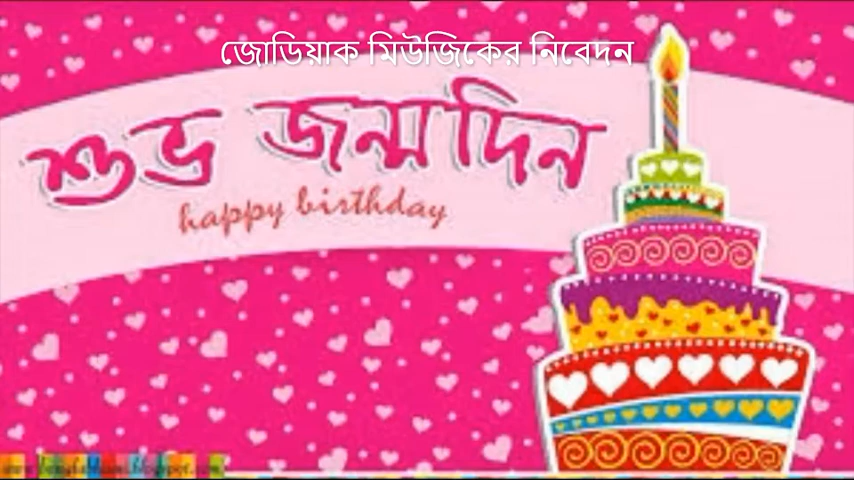 জোডিয়াক মিউজিকের নিবেদন
শুভ জন্মদিন
happy birthday